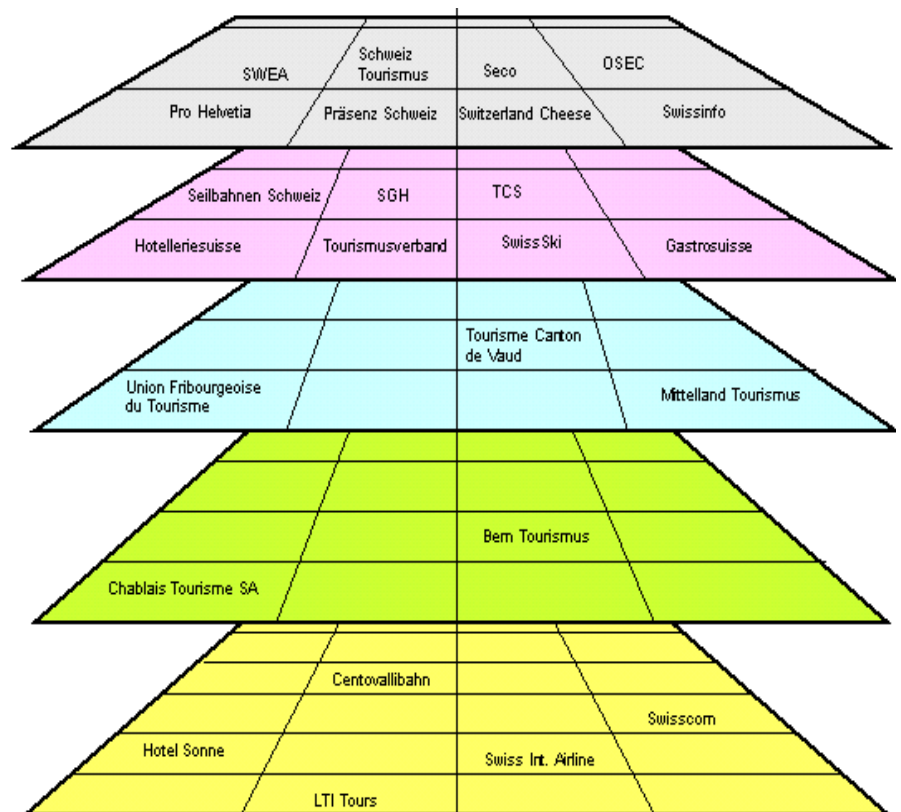 SWEA
Schweiz
Tourismus
Seco
OSEC
Pro Helvetia
Präsenz Schweiz
Switzerland Cheese
Swissinfo
Seilbahnen Schweiz
SGH
TCS
Hotelleriesuisse
Tourismusverband
SwissSki
Gastrosuisse
Tourisme Canton
de Vaud
Union Fribourgeoise
du Tourisme
Mittelland Tourismus
Bern Tourismus
Chablais Tourisme SA
Centovallibahn
Swisscom
Hotel Sonne
Swiss Int. Airline
LTI Tours